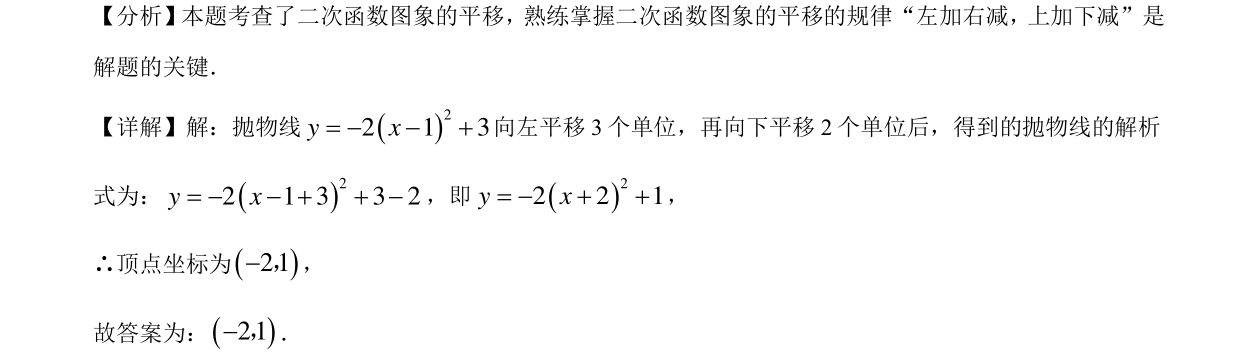 【分析】本题考查了二次函数图象的平移，熟练掌握二次函数图象的平移的规律“左加右减，上加下减”是
解题的关键．
【详解】解：抛物线 y＝−2(x−1)²＋3向左平移 3 个单位，再向下平移 2 个单位后，得到的抛物线的解析
式为：y＝−2(x−1+3)²＋3−2，即 y＝−2(x+2)²＋1，
∴顶点坐标为(−2,1)，
故答案为：(−2,1)．